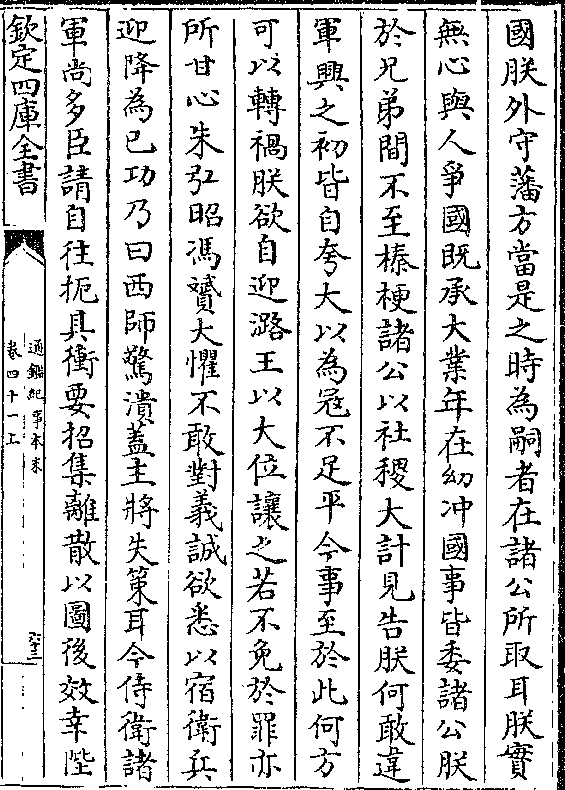 國朕外守藩方當是之時為嗣者在諸公所取耳朕實
無心與人爭國既承大業年在幼冲國事皆委諸公朕
於兄弟間不至榛梗諸公以社稷大計見告朕何敢違
軍興之初皆自夸大以為冦不足平今事至於此何方
可以轉禍朕欲自迎潞王以大位讓之若不免於罪亦
所甘心朱弘昭馮贇大懼不敢對義誠欲悉以宿衛兵
迎降為已功乃曰西師驚潰葢主將失策耳今侍衛諸
軍尚多臣請自往扼其衝要招集離散以圖後效幸陛
欽定四庫全書
通鑑紀事本末
卷四十一上
六十三